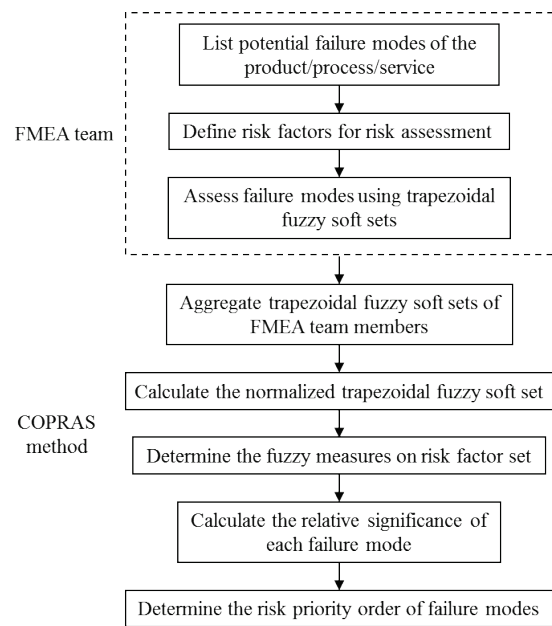 List potential failure modes of the
product/process/service
FMEA team
Define risk factors for risk assessment
Assess failure modes using trapezoidal
fuzzy soft sets
Aggregate trapezoidal fuzzy soft sets of
FMEA team members
Calculate the normalized trapezoidal fuzzy soft set
COPRAS
method
Determine the fuzzy measures on risk factor set
Calculate the relative significance of
each failure mode
Determine the risk priority order of failure modes